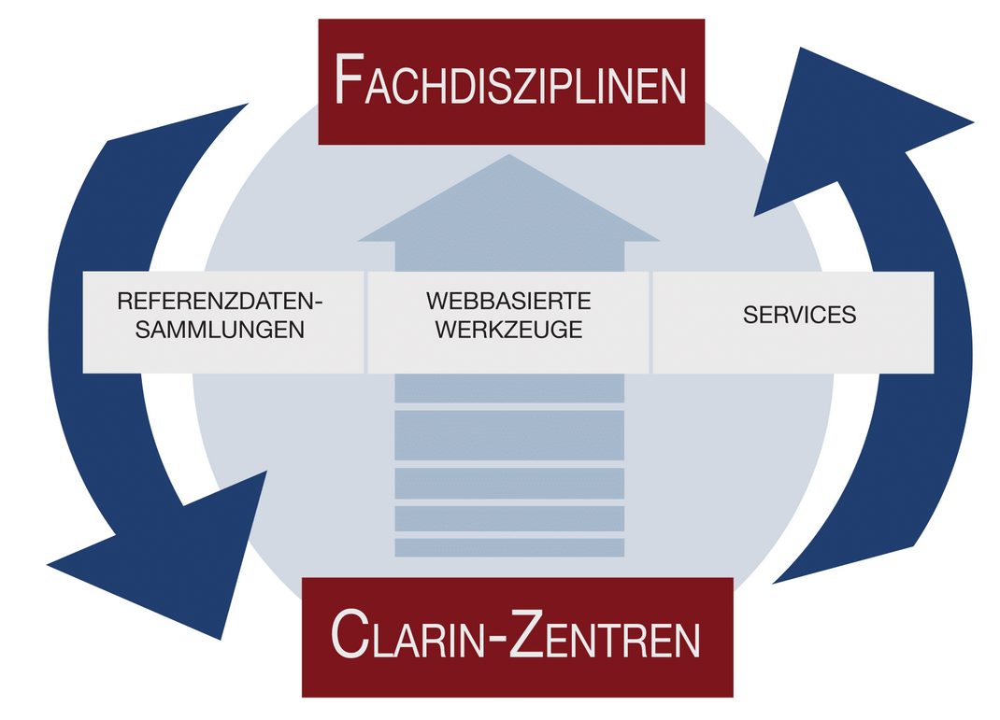 FACHDISZIPLINEN
REFERENZDATEN-
SAMMLUNGEN
WEBBASIERTE
WERKZEUGE
SERVICES
CLARIN-ZENTREN